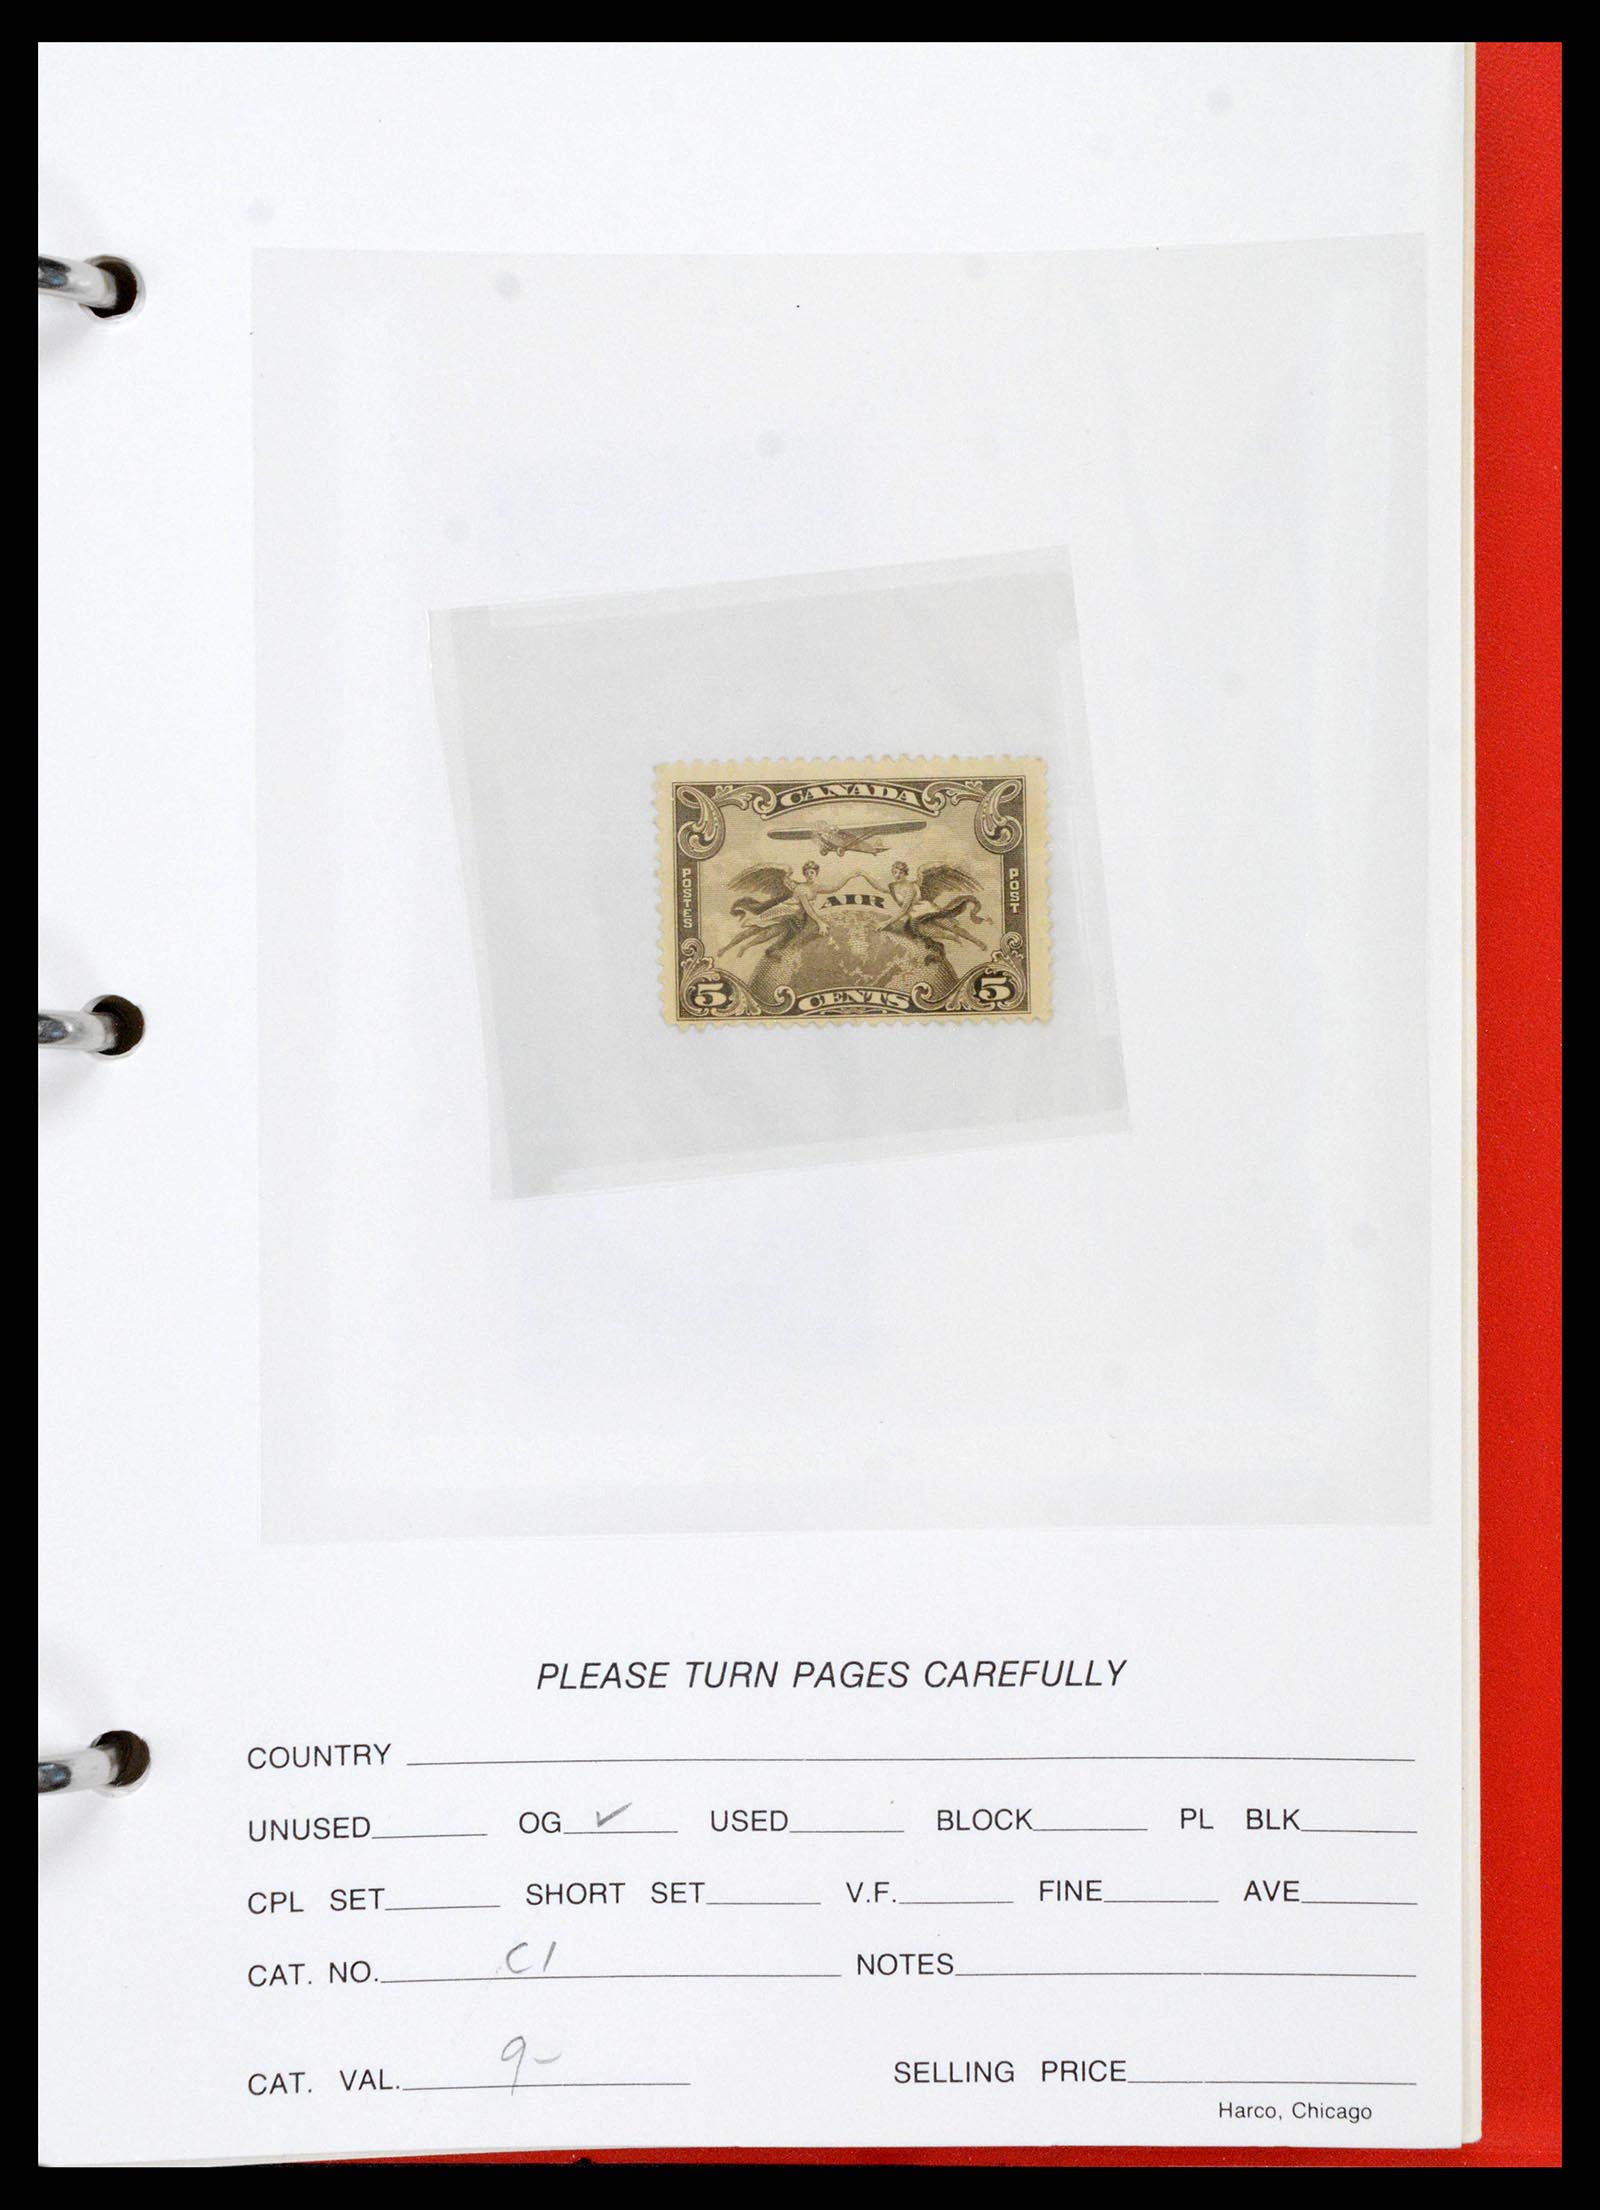 CANADA
POSTES
AIR
POST
5 CENTS 5
PLEASE TURN PAGES CAREFULLY
COUNTRY
UNUSED OG ✓ USED BLOCK PL BLK
CPL SET SHORT SET V.F. FINE AVE
CAT. NO. C1 NOTES
CAT. VAL. 9- SELLING PRICE
Harco, Chicago